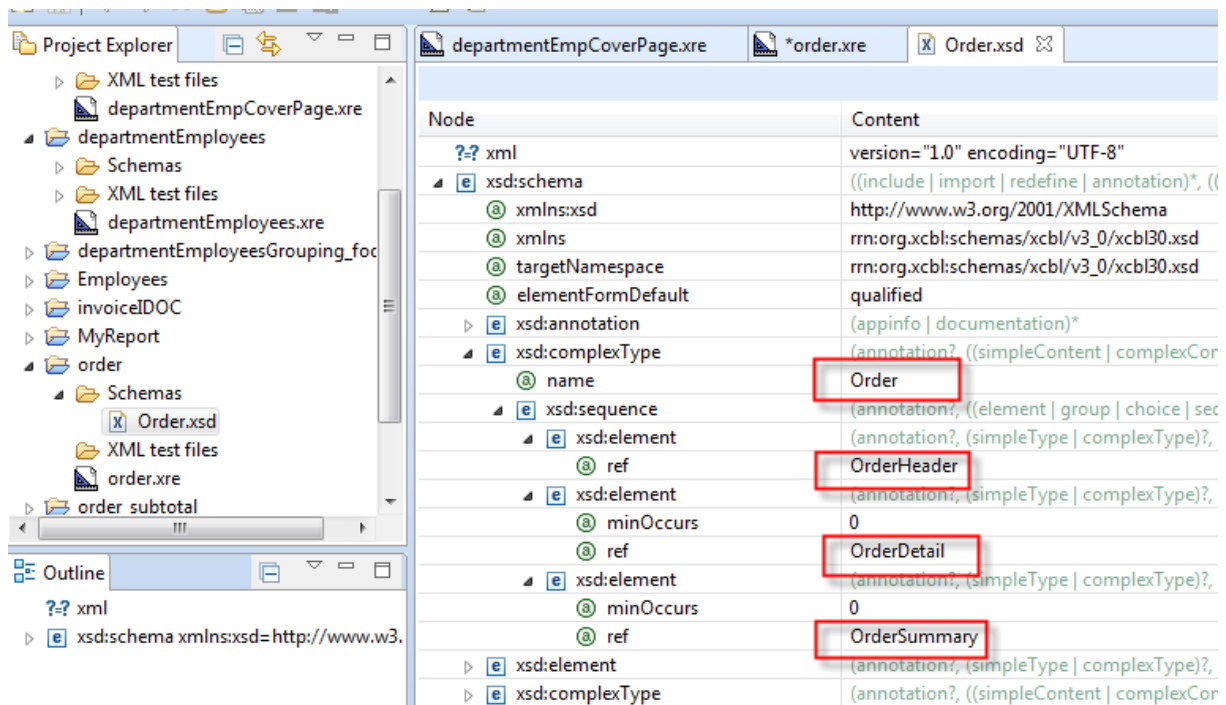 Project Explorer
XML test files
departmentEmpCoverPage.xre
departmentEmployees
Schemas
XML test files
departmentEmployees.xre
departmentEmployeesGrouping_foc
Employees
invoiceIDOC
MyReport
order
Schemas
Order.xsd
XML test files
order.xre
order subtotal
Outline
?=? xml
xsd:schema xmlns:xsd=http://www.w3.
departmentEmpCoverPage.xre *order.xre Order.xsd
Node Content
?=? xml version="1.0" encoding="UTF-8"
xsd:schema ((include | import | redefine | annotation)*, ((
xmlns:xsd http://www.w3.org/2001/XMLSchema
xmlns rrn:org.xcbl:schemas/xcbl/v3_0/xcbl30.xsd
targetNamespace rrn:org.xcbl:schemas/xcbl/v3_0/xcbl30.xsd
elementFormDefault qualified
xsd:annotation (appinfo | documentation)*
xsd:complexType (annotation?, ((simpleContent | complexCon
name Order
xsd:sequence (annotation?, ((element | group | choice | sec
xsd:element (annotation?, (simpleType | complexType)?,
ref OrderHeader
xsd:element (annotation?, (simpleType | complexType)?,
minOccurs 0
ref OrderDetail
xsd:element (annotation?, (simpleType | complexType)?,
minOccurs 0
ref OrderSummary
xsd:element (annotation?, (simpleType | complexType)?,
xsd:complexType (annotation?, ((simpleContent | complexCon